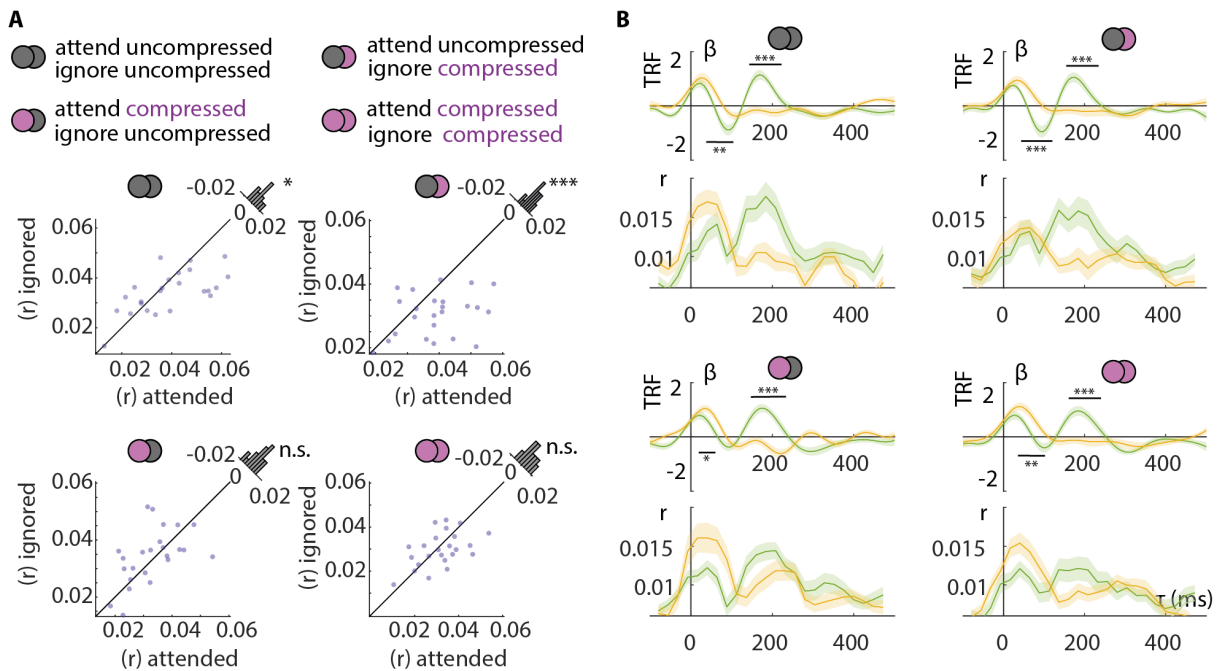 A
attend uncompressed
ignore uncompressed
attend uncompressed
ignore compressed
attend compressed
ignore uncompressed
attend compressed
ignore compressed
-0.02
0
0.02
*
0.06
0.04
0.02
(r) ignored
0.02 0.04 0.06
(r) attended
-0.02
0
0.02
***
0.06
0.04
0.02
(r) ignored
0.02 0.04 0.06
(r) attended
-0.02
0
0.02
n.s.
0.06
0.04
0.02
(r) ignored
0.02 0.04 0.06
(r) attended
-0.02
0
0.02
n.s.
0.06
0.04
0.02
(r) ignored
0.02 0.04 0.06
(r) attended
B
TRF
β
2
-2
***
**
200 400
r
0.015
0.01
0 200 400
TRF
β
2
-2
***
***
200 400
r
0.015
0.01
0 200 400
TRF
β
2
-2
***
*
200 400
r
0.015
0.01
0 200 400
TRF
β
2
-2
***
**
200 400
r
0.015
0.01
τ (ms)
0 200 400